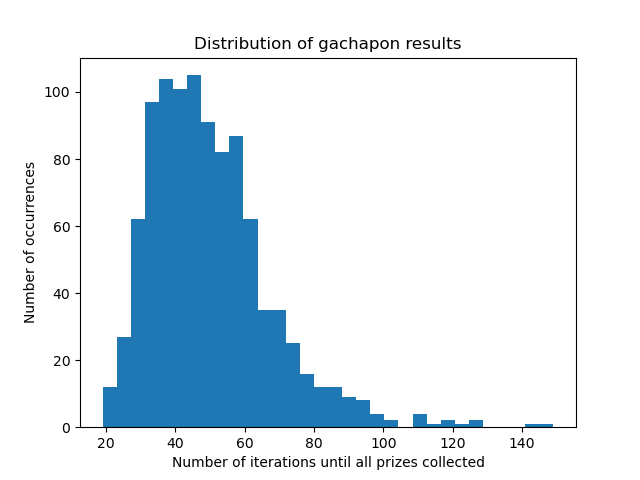 Distribution of gachapon results
100
80
60
40
20
0
Number of occurrences
20 40 60 80 100 120 140
Number of iterations until all prizes collected